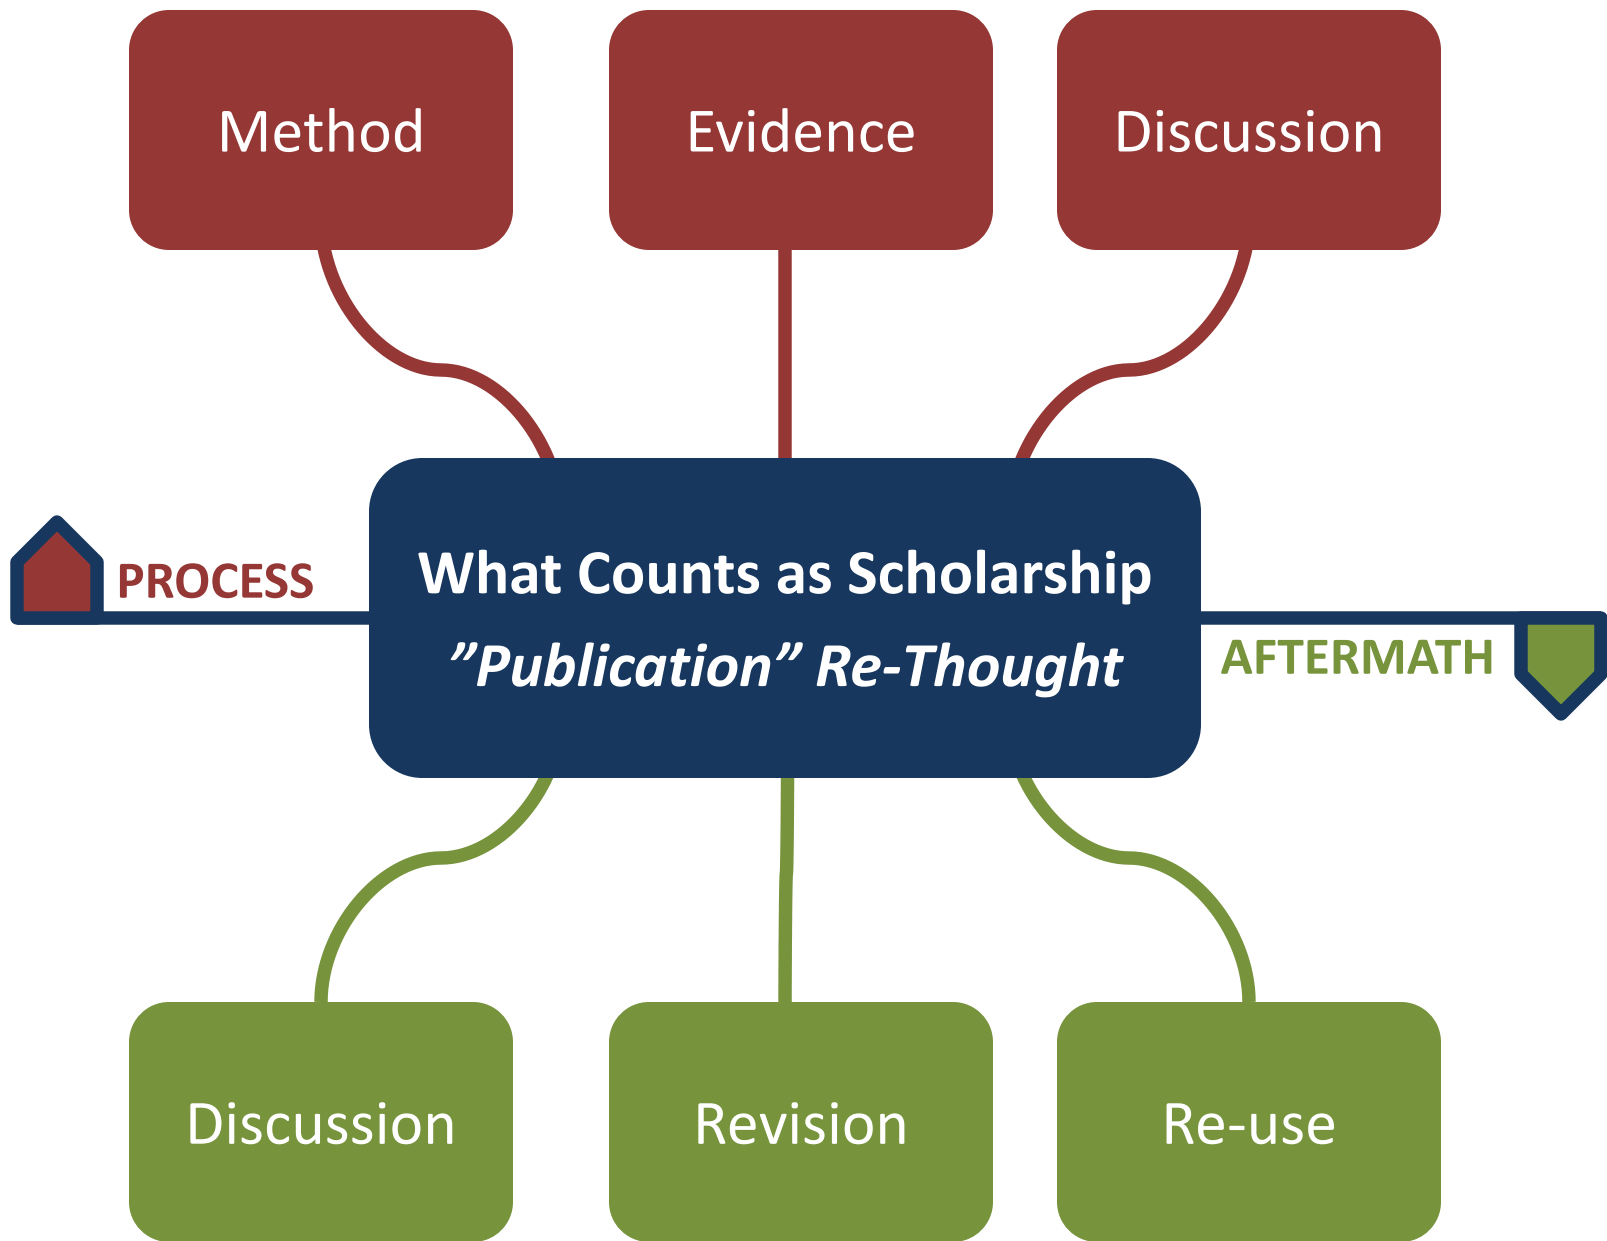 Method
Evidence
Discussion
PROCESS
What Counts as Scholarship
”Publication” Re-Thought
AFTERMATH
Discussion
Revision
Re-use